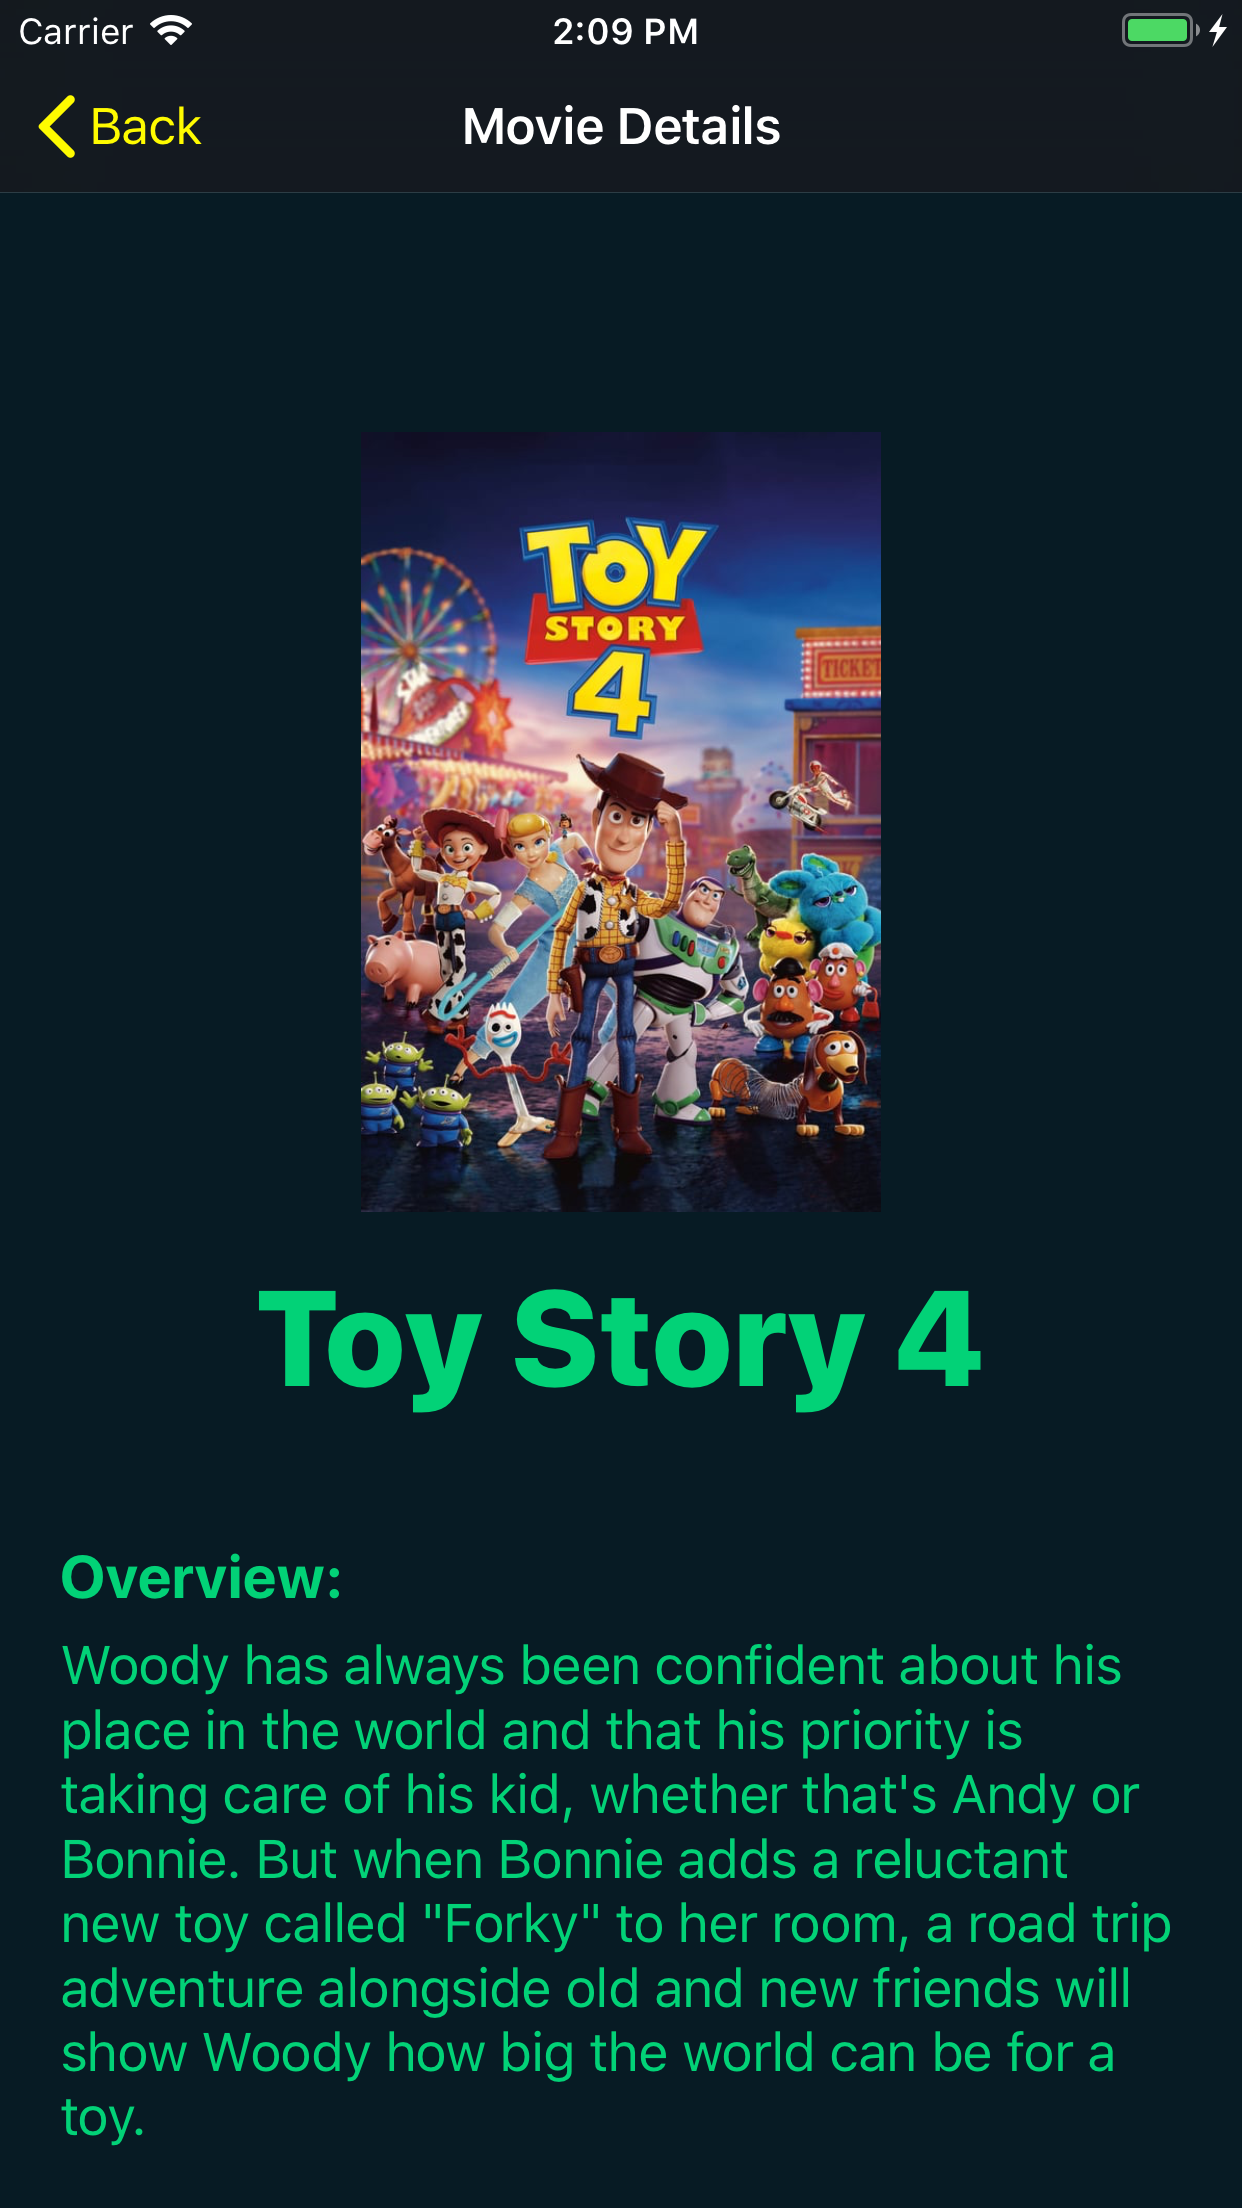 Carrier
2:09 PM
Back
Movie Details
TOY
STORY
4
TICKET
Toy Story 4
Overview:
Woody has always been confident about his
place in the world and that his priority is
taking care of his kid, whether that's Andy or
Bonnie. But when Bonnie adds a reluctant
new toy called "Forky" to her room, a road trip
adventure alongside old and new friends will
show Woody how big the world can be for a
toy.